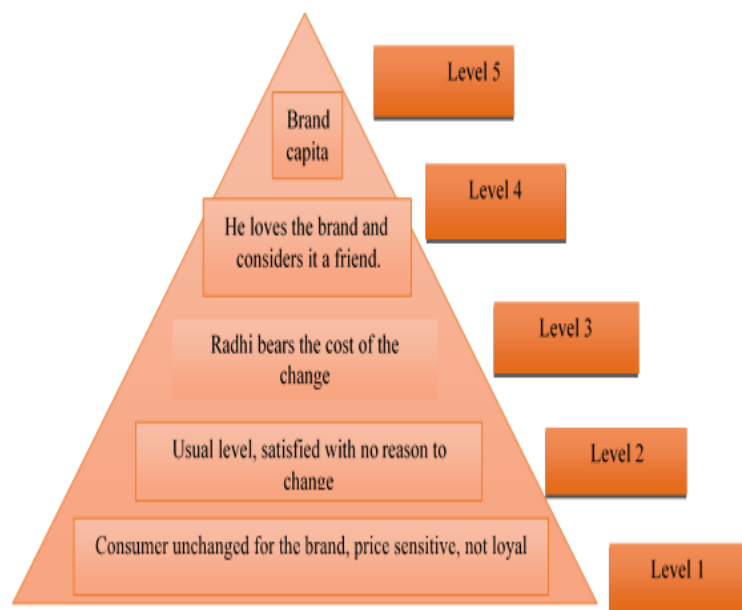 Level 5
Brand
capita
Level 4
He loves the brand and
considers it a friend.
Level 3
Radhi bears the cost of the
change
Level 2
Usual level, satisfied with no reason to
change
Consumer unchanged for the brand, price sensitive, not loyal
Level 1